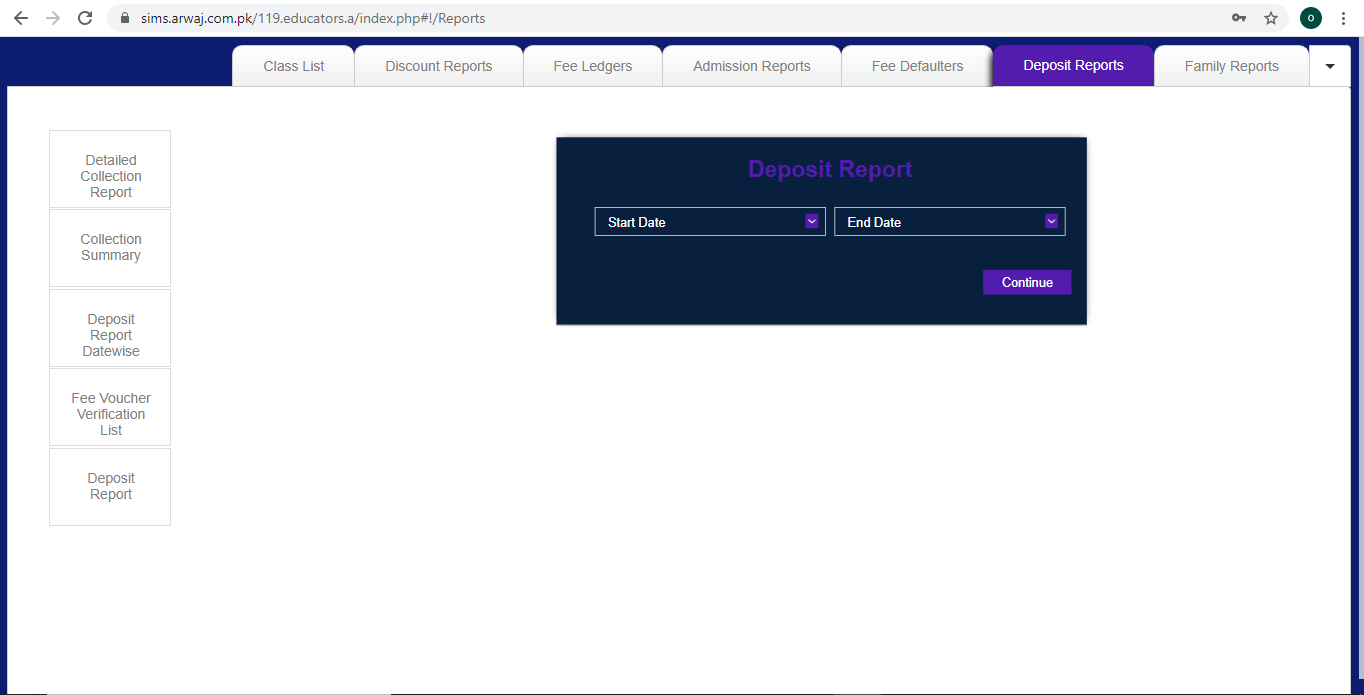 sims.arwaj.com.pk/119.educators.a/index.php#!/Reports
o
Class List
Discount Reports
Fee Ledgers
Admission Reports
Fee Defaulters
Deposit Reports
Family Reports
Detailed
Collection
Report
Collection
Summary
Deposit
Report
Datewise
Fee Voucher
Verification
List
Deposit
Report
Deposit Report
Start Date
End Date
Continue